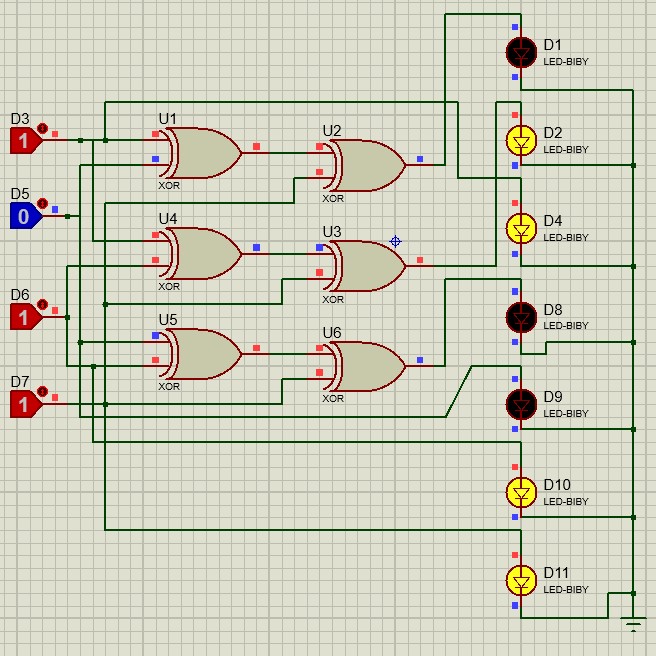 D1
LED-BIBY
D3
1
U1
XOR
U2
XOR
D2
LED-BIBY
D5
0
U4
XOR
U3
XOR
D4
LED-BIBY
D6
1
U5
XOR
U6
XOR
D8
LED-BIBY
D7
1
D9
LED-BIBY
D10
LED-BIBY
D11
LED-BIBY